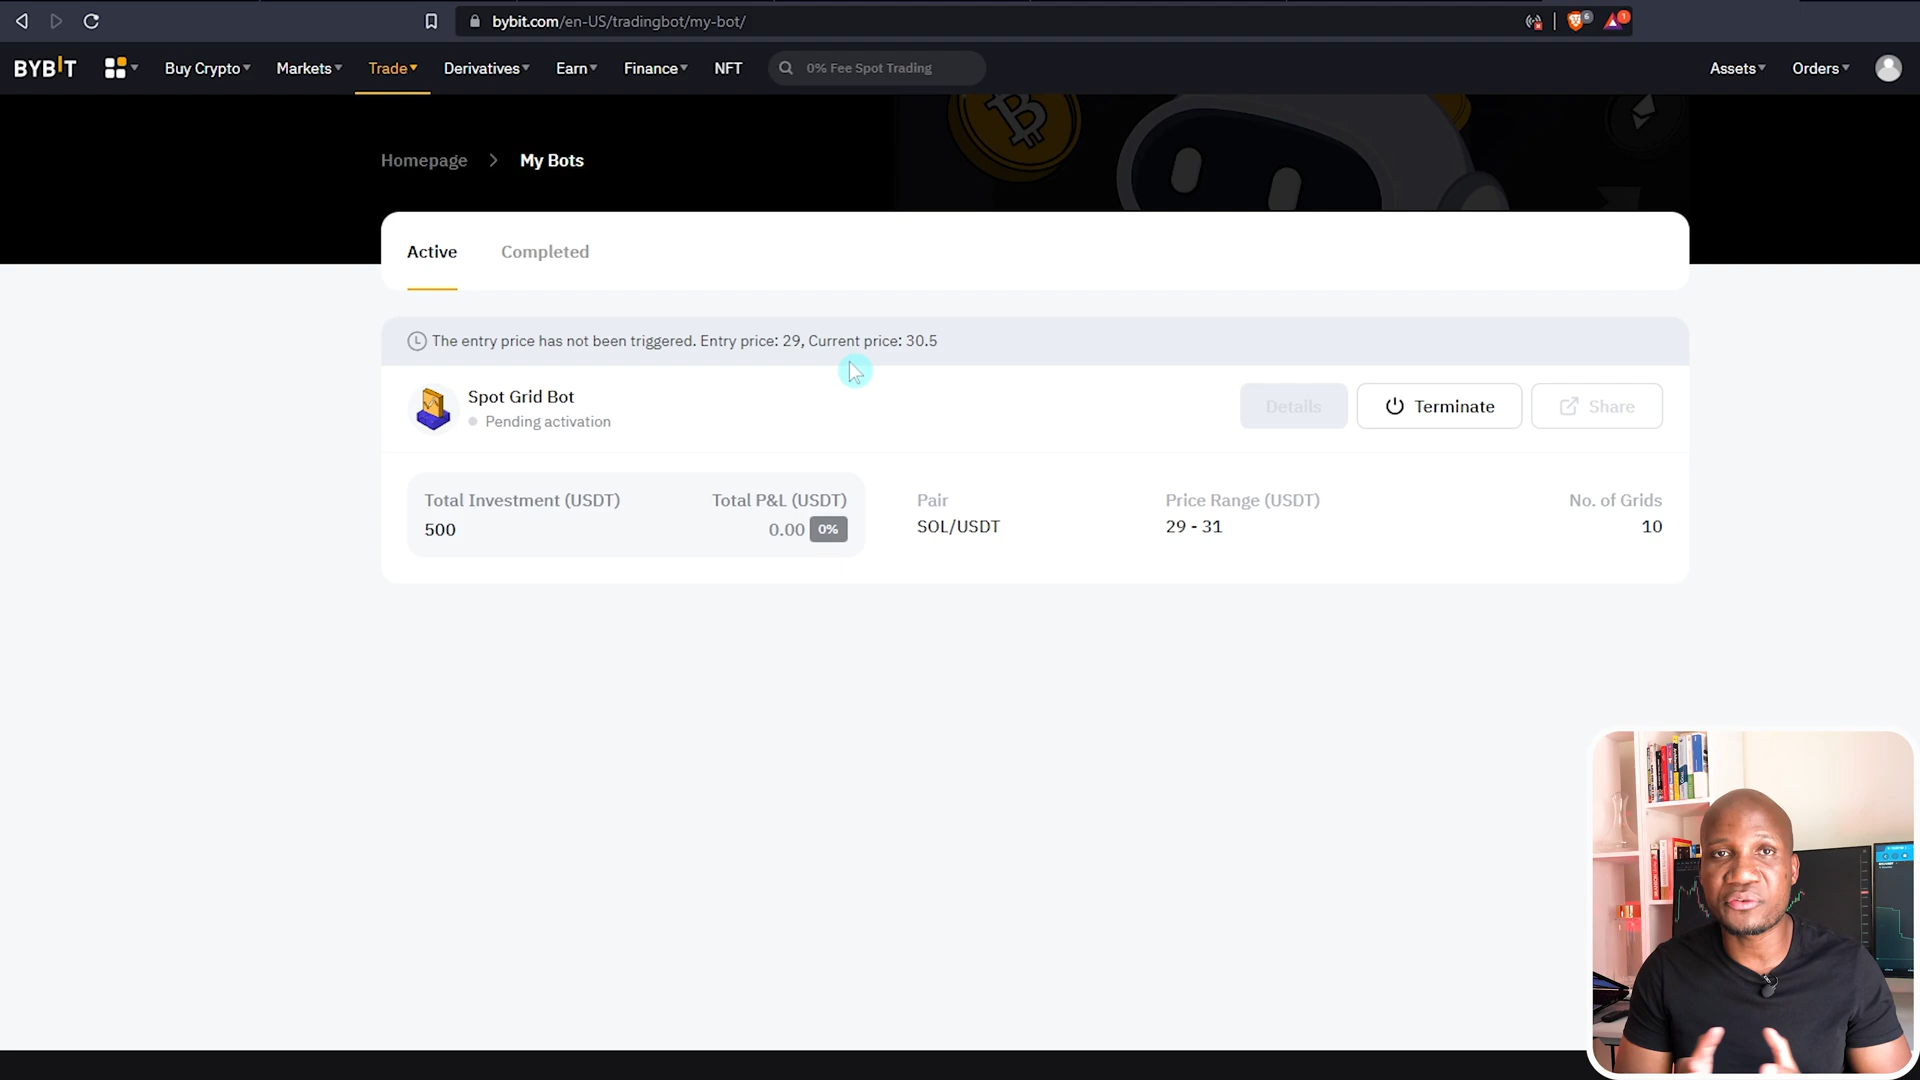 bybit.com/en-US/tradingbot/my-bot/
6
1
BYBIT
Buy Crypto
Markets
Trade
Derivatives
Earn
Finance
NFT
0% Fee Spot Trading
Assets
Orders
Homepage > My Bots
Active
Completed
The entry price has not been triggered. Entry price: 29, Current price: 30.5
Spot Grid Bot
Pending activation
Details
Terminate
Share
Total Investment (USDT)
500
Total P&L (USDT)
0.00 0%
Pair
SOL/USDT
Price Range (USDT)
29 - 31
No. of Grids
10